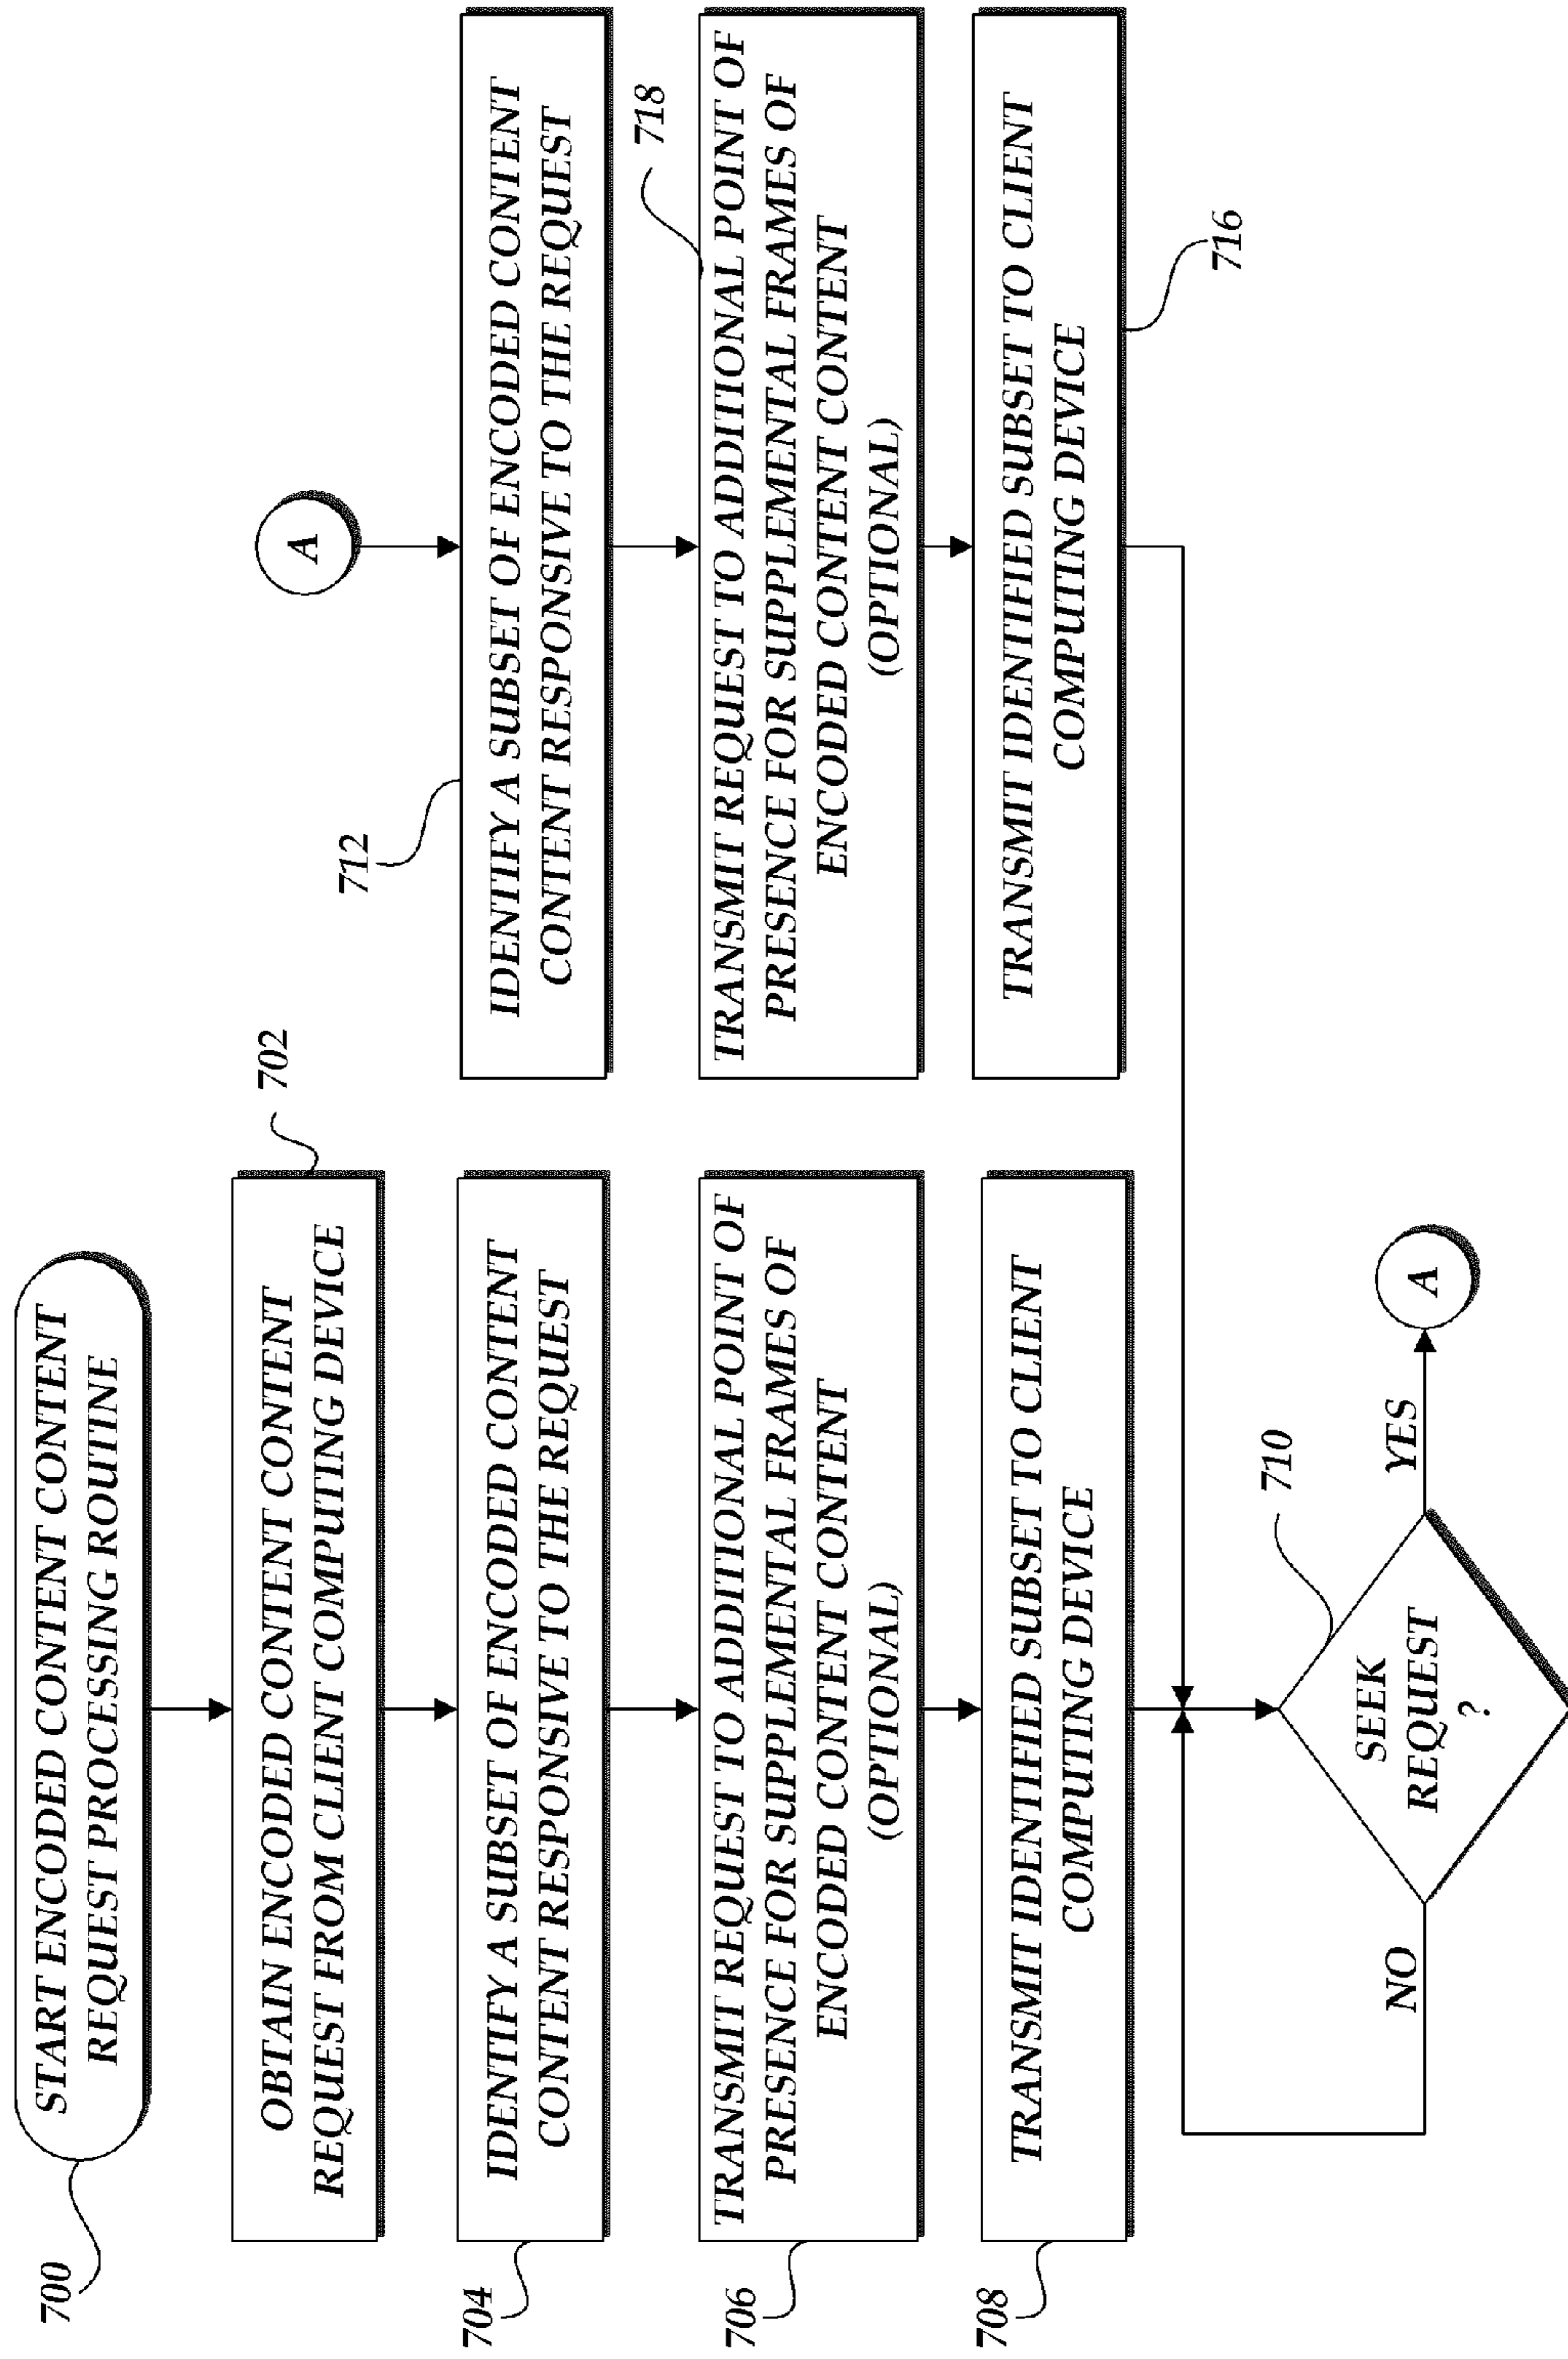 700
START ENCODED CONTENT CONTENT
REQUEST PROCESSING ROUTINE
702
OBTAIN ENCODED CONTENT CONTENT
REQUEST FROM CLIENT COMPUTING DEVICE
704
IDENTIFY A SUBSET OF ENCODED CONTENT
CONTENT RESPONSIVE TO THE REQUEST
706
TRANSMIT REQUEST TO ADDITIONAL POINT OF
PRESENCE FOR SUPPLEMENTAL FRAMES OF
ENCODED CONTENT CONTENT
(OPTIONAL)
708
TRANSMIT IDENTIFIED SUBSET TO CLIENT
COMPUTING DEVICE
710
SEEK
REQUEST
?
NO
YES
A
A
712
IDENTIFY A SUBSET OF ENCODED CONTENT
CONTENT RESPONSIVE TO THE REQUEST
718
TRANSMIT REQUEST TO ADDITIONAL POINT OF
PRESENCE FOR SUPPLEMENTAL FRAMES OF
ENCODED CONTENT CONTENT
(OPTIONAL)
TRANSMIT IDENTIFIED SUBSET TO CLIENT
COMPUTING DEVICE
716